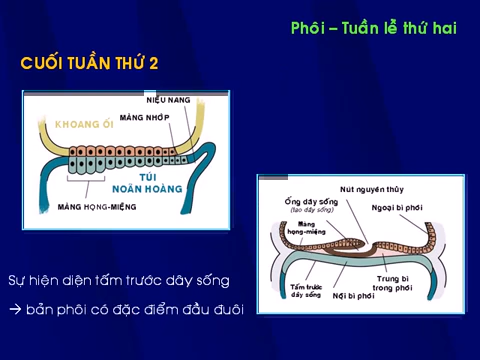 Phôi – Tuần lễ thứ hai
CUỐI TUẦN THỨ 2
NIỆU NANG
MÀNG NHỚP
KHOANG ỐI
TÚI
NOÃN HOÀNG
MÀNG HỌNG-MIỆNG
Nút nguyên thủy
Ống dây sống
(tạo dây sống)
Ngoại bì phôi
Màng
họng-miệng
Tấm trước
dây sống
Nội bì phôi
Trung bì
trong phôi
Sự hiện diện tấm trước dây sống
→ bản phôi có đặc điểm đầu đuôi